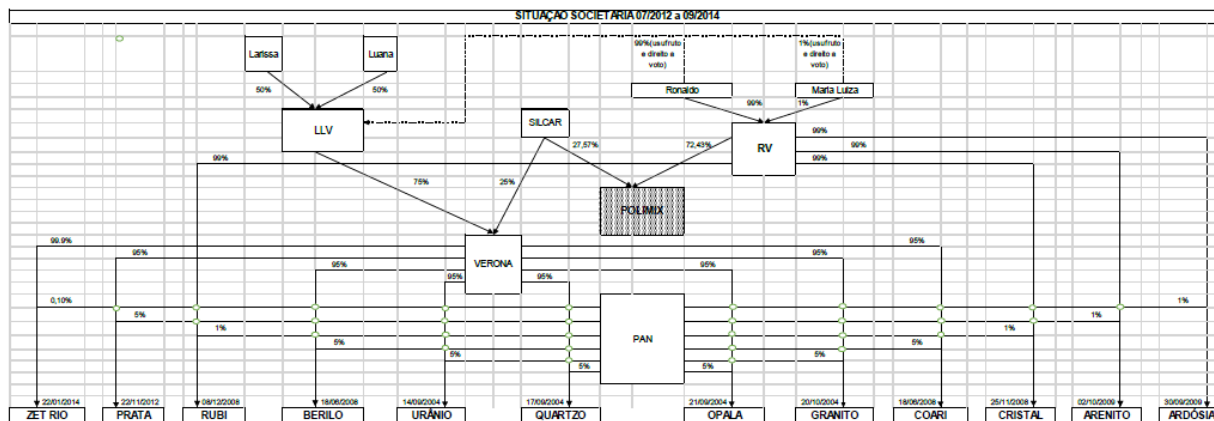 SITUAÇÃO SOCIETÁRIA 07/2012 a 09/2014
99%(usufruto e direito a voto)
1%(usufruto e direito a voto)
Larissa
Luana
50%
50%
Ronaldo
Maria Luiza
99%
1%
LLV
SILCAR
RV
27,57%
72,43%
99%
99%
99%
99%
75%
25%
POLIMIX
VERONA
99.9%
95%
95%
95%
95%
95%
95%
95%
PAN
0,10%
5%
1%
5%
5%
5%
5%
5%
5%
1%
1%
1%
22/01/2014
22/11/2012
08/12/2008
18/08/2008
14/09/2004
17/09/2004
21/09/2004
20/10/2004
18/08/2008
25/11/2008
02/10/2009
30/09/2009
ZET RIO
PRATA
RUBI
BERILO
URÂNIO
QUARTZO
OPALA
GRANITO
COARI
CRISTAL
ARENITO
ARDÓSIA